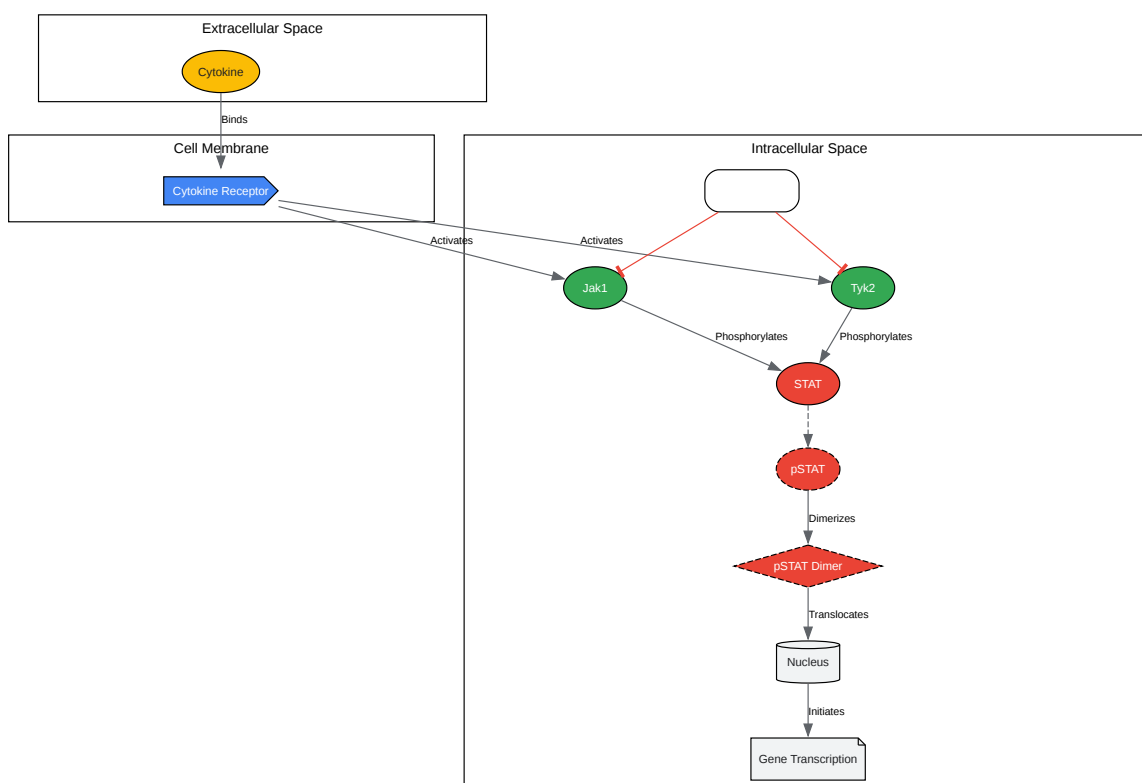 Extracellular Space
Cytokine
Binds
Cell Membrane
Cytokine Receptor
Intracellular Space
Activates
Activates
Jak1
Tyk2
Phosphorylates
Phosphorylates
STAT
pSTAT
Dimerizes
pSTAT Dimer
Translocates
Nucleus
Initiates
Gene Transcription